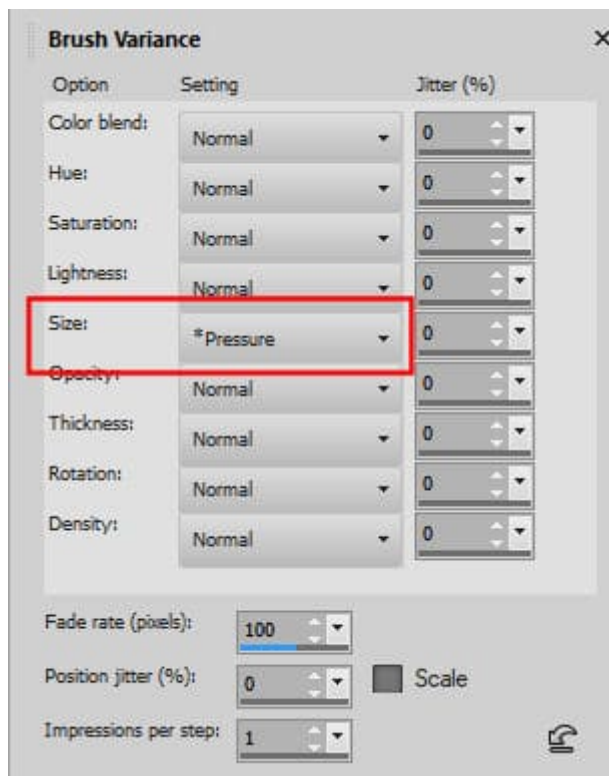 Brush Variance
Option Setting Jitter (%)
Color blend: Normal 0
Hue: Normal 0
Saturation: Normal 0
Lightness: Normal 0
Size: *Pressure 0
Opacity: Normal 0
Thickness: Normal 0
Rotation: Normal 0
Density: Normal 0
Fade rate (pixels): 100
Position jitter (%): 0 Scale
Impressions per step: 1